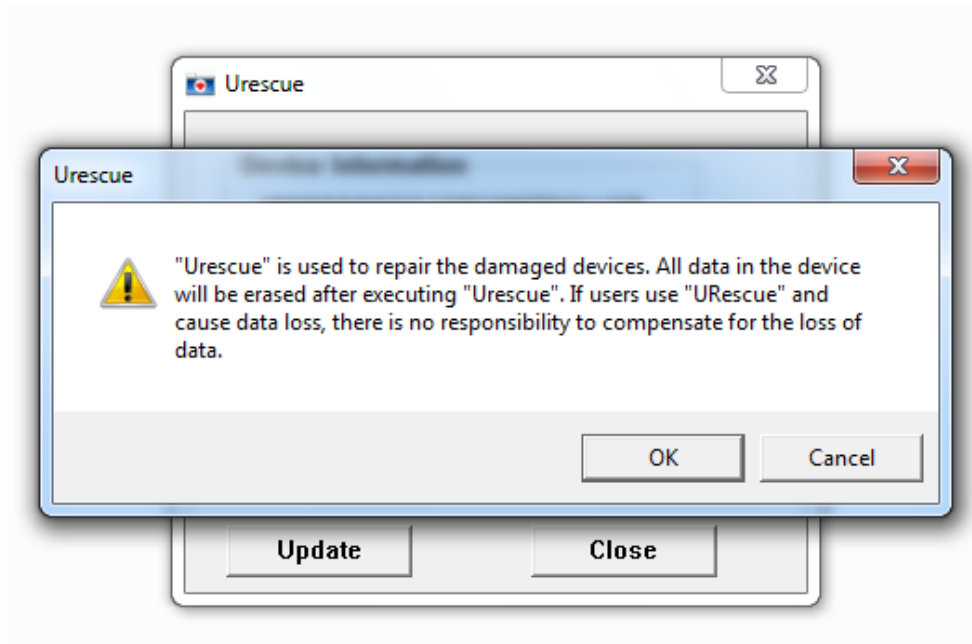 Urescue
Urescue
Device Information
"Urescue" is used to repair the damaged devices. All data in the device
will be erased after executing "Urescue". If users use "URescue" and
cause data loss, there is no responsibility to compensate for the loss of
data.
OK Cancel
Update Close